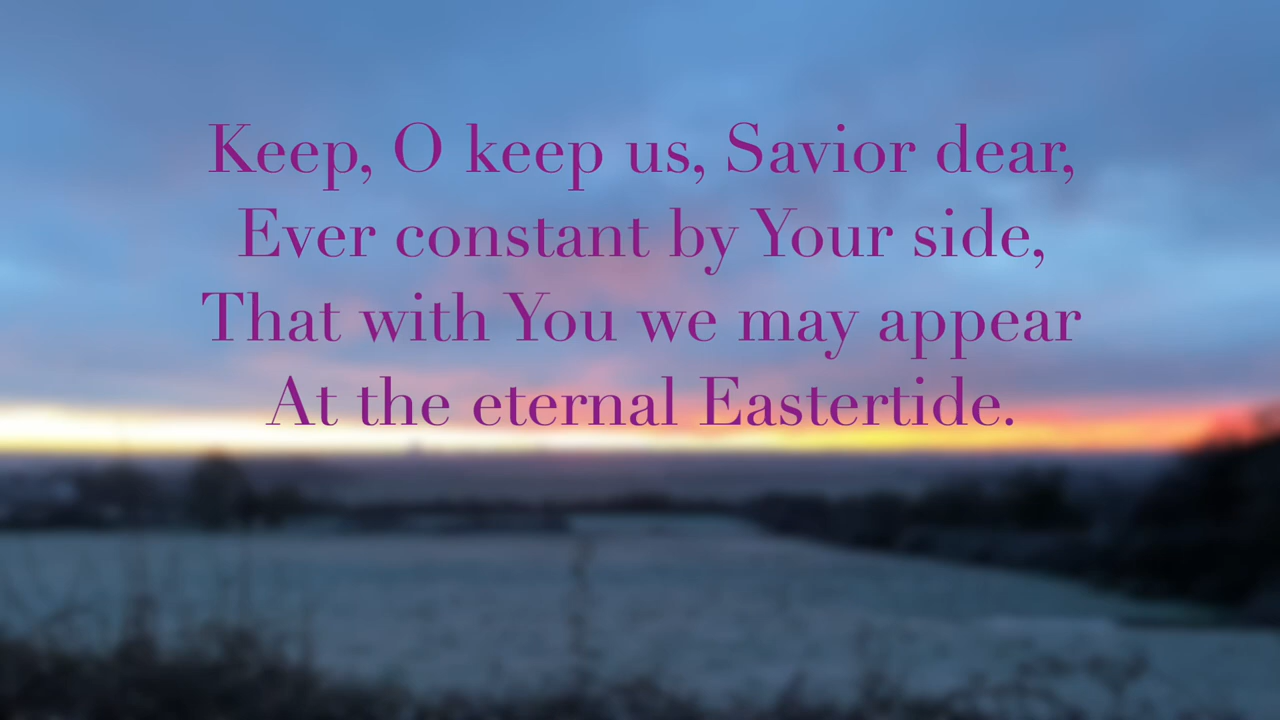 Keep, O keep us, Savior dear,
Ever constant by Your side,
That with You we may appear
At the eternal Eastertide.